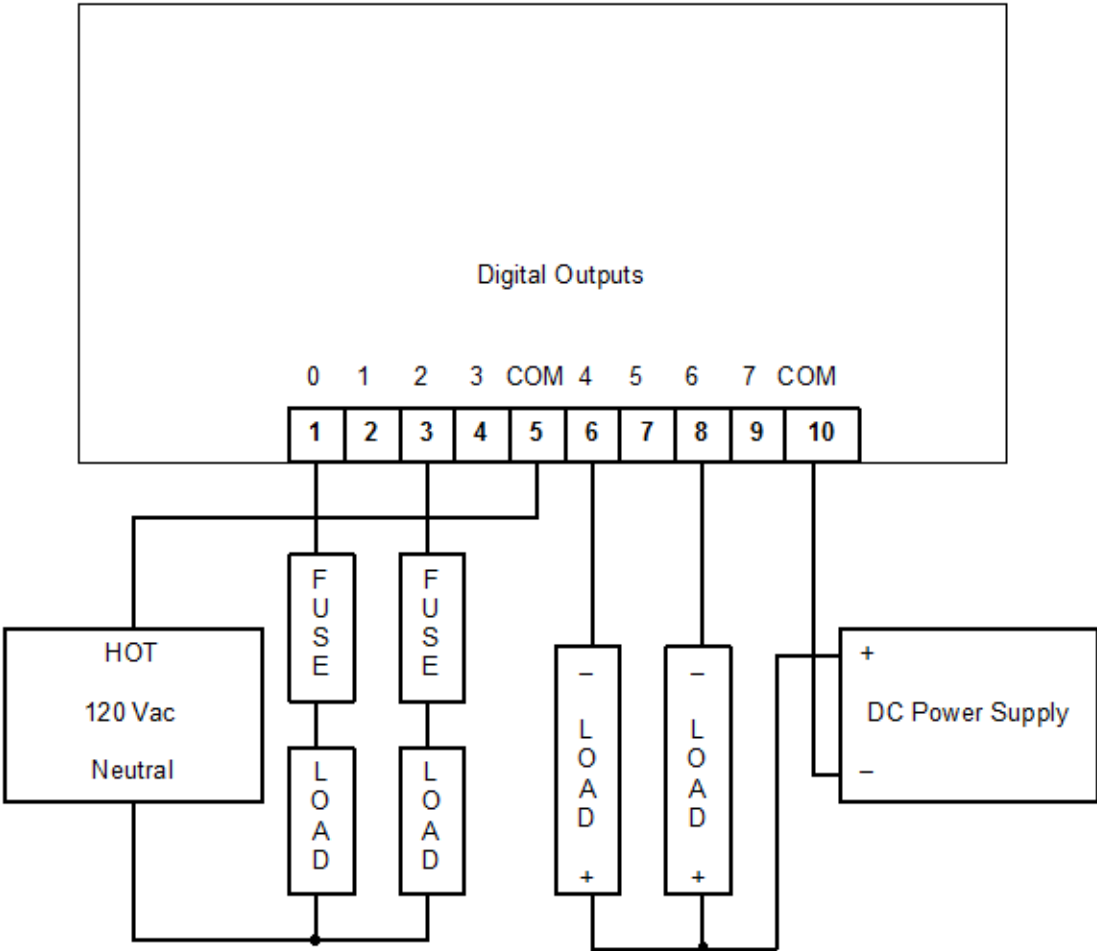 Digital Outputs
0 1 2 3 COM 4 5 6 7 COM
1 2 3 4 5 6 7 8 9 10
FUSE
FUSE
HOT
120 Vac
Neutral
LOAD
LOAD
– LOAD +
– LOAD +
+
DC Power Supply
–